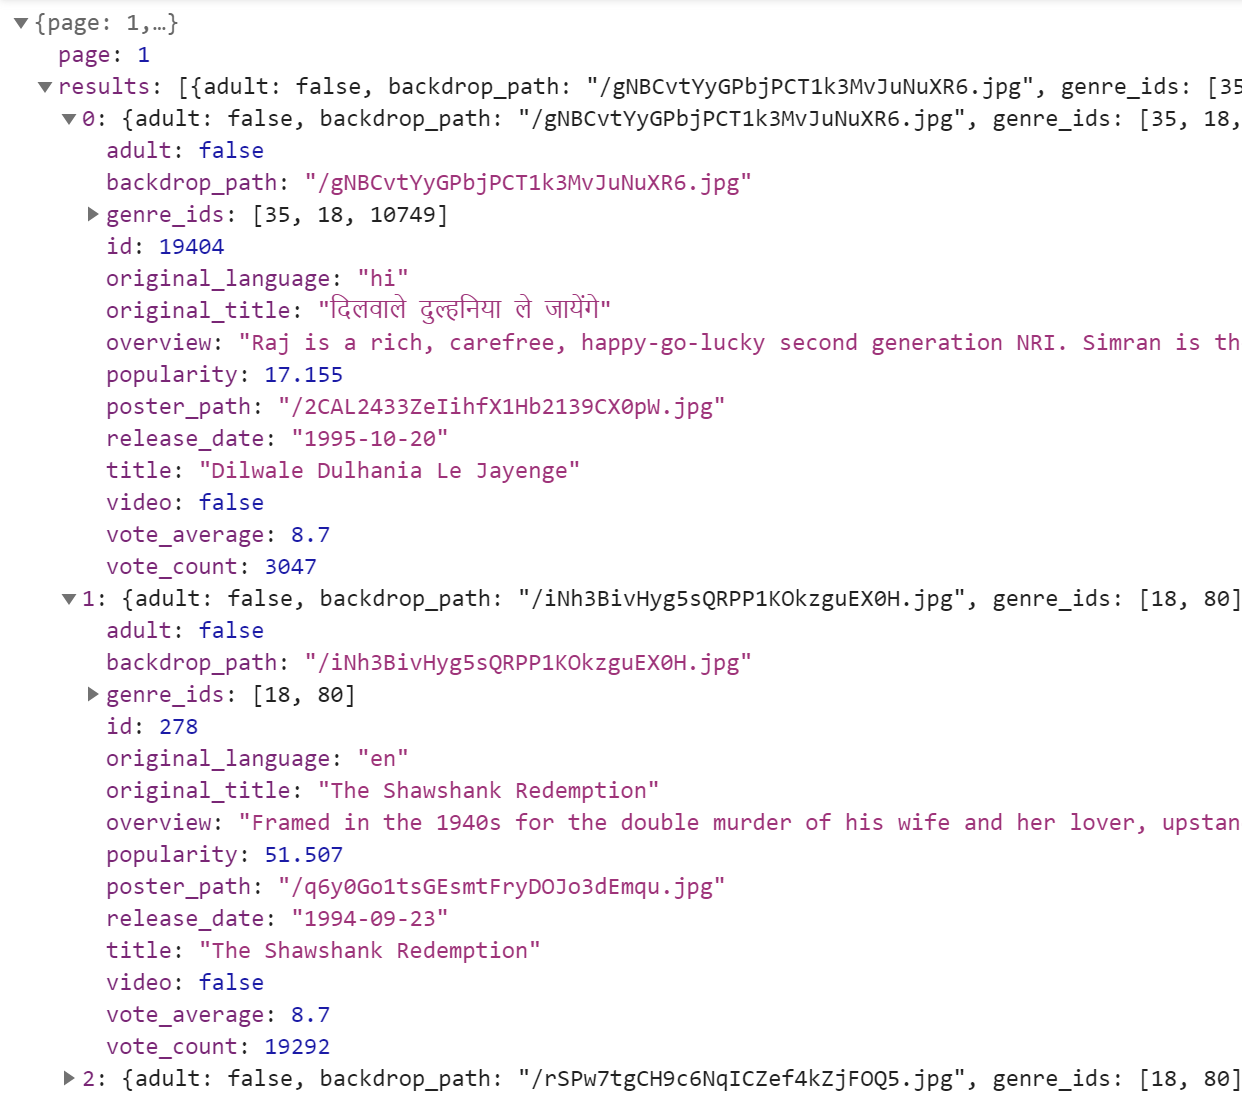 {page: 1,…}
page: 1
results: [{adult: false, backdrop_path: "/gNBCvtYyGPbjPCT1k3MvJuNuXR6.jpg", genre_ids: [35
0: {adult: false, backdrop_path: "/gNBCvtYyGPbjPCT1k3MvJuNuXR6.jpg", genre_ids: [35, 18,
adult: false
backdrop_path: "/gNBCvtYyGPbjPCT1k3MvJuNuXR6.jpg"
genre_ids: [35, 18, 10749]
id: 19404
original_language: "hi"
original_title: "दिलवाले दुल्हनिया ले जायेंगे"
overview: "Raj is a rich, carefree, happy-go-lucky second generation NRI. Simran is th
popularity: 17.155
poster_path: "/2CAL2433ZeIihfX1Hb2139CX0pW.jpg"
release_date: "1995-10-20"
title: "Dilwale Dulhania Le Jayenge"
video: false
vote_average: 8.7
vote_count: 3047
1: {adult: false, backdrop_path: "/iNh3BivHyg5sQRPP1KOkzguEX0H.jpg", genre_ids: [18, 80]
adult: false
backdrop_path: "/iNh3BivHyg5sQRPP1KOkzguEX0H.jpg"
genre_ids: [18, 80]
id: 278
original_language: "en"
original_title: "The Shawshank Redemption"
overview: "Framed in the 1940s for the double murder of his wife and her lover, upstan
popularity: 51.507
poster_path: "/q6y0Go1tsGEsmtFryDOJo3dEmqu.jpg"
release_date: "1994-09-23"
title: "The Shawshank Redemption"
video: false
vote_average: 8.7
vote_count: 19292
2: {adult: false, backdrop_path: "/rSPw7tgCH9c6NqICZef4kZjFOQ5.jpg", genre_ids: [18, 80]